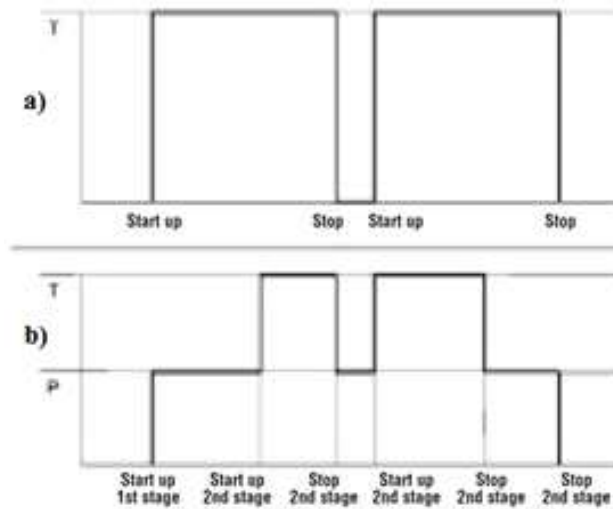 T
a)
Start up Stop Start up Stop
T
b)
P
Start up Start up Stop Start up Stop Stop
1st stage 2nd stage 2nd stage 2nd stage 2nd stage 2nd stage